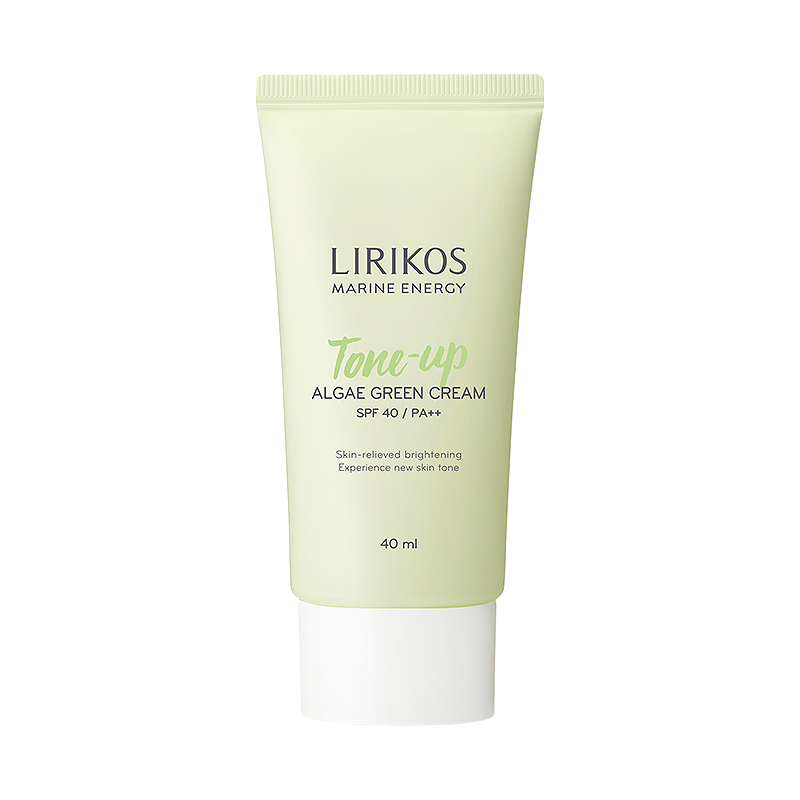 LIRIKOS
MARINE ENERGY
Tone-up
ALGAE GREEN CREAM
SPF 40 / PA++
Skin-relieved brightening
Experience new skin tone
40 ml